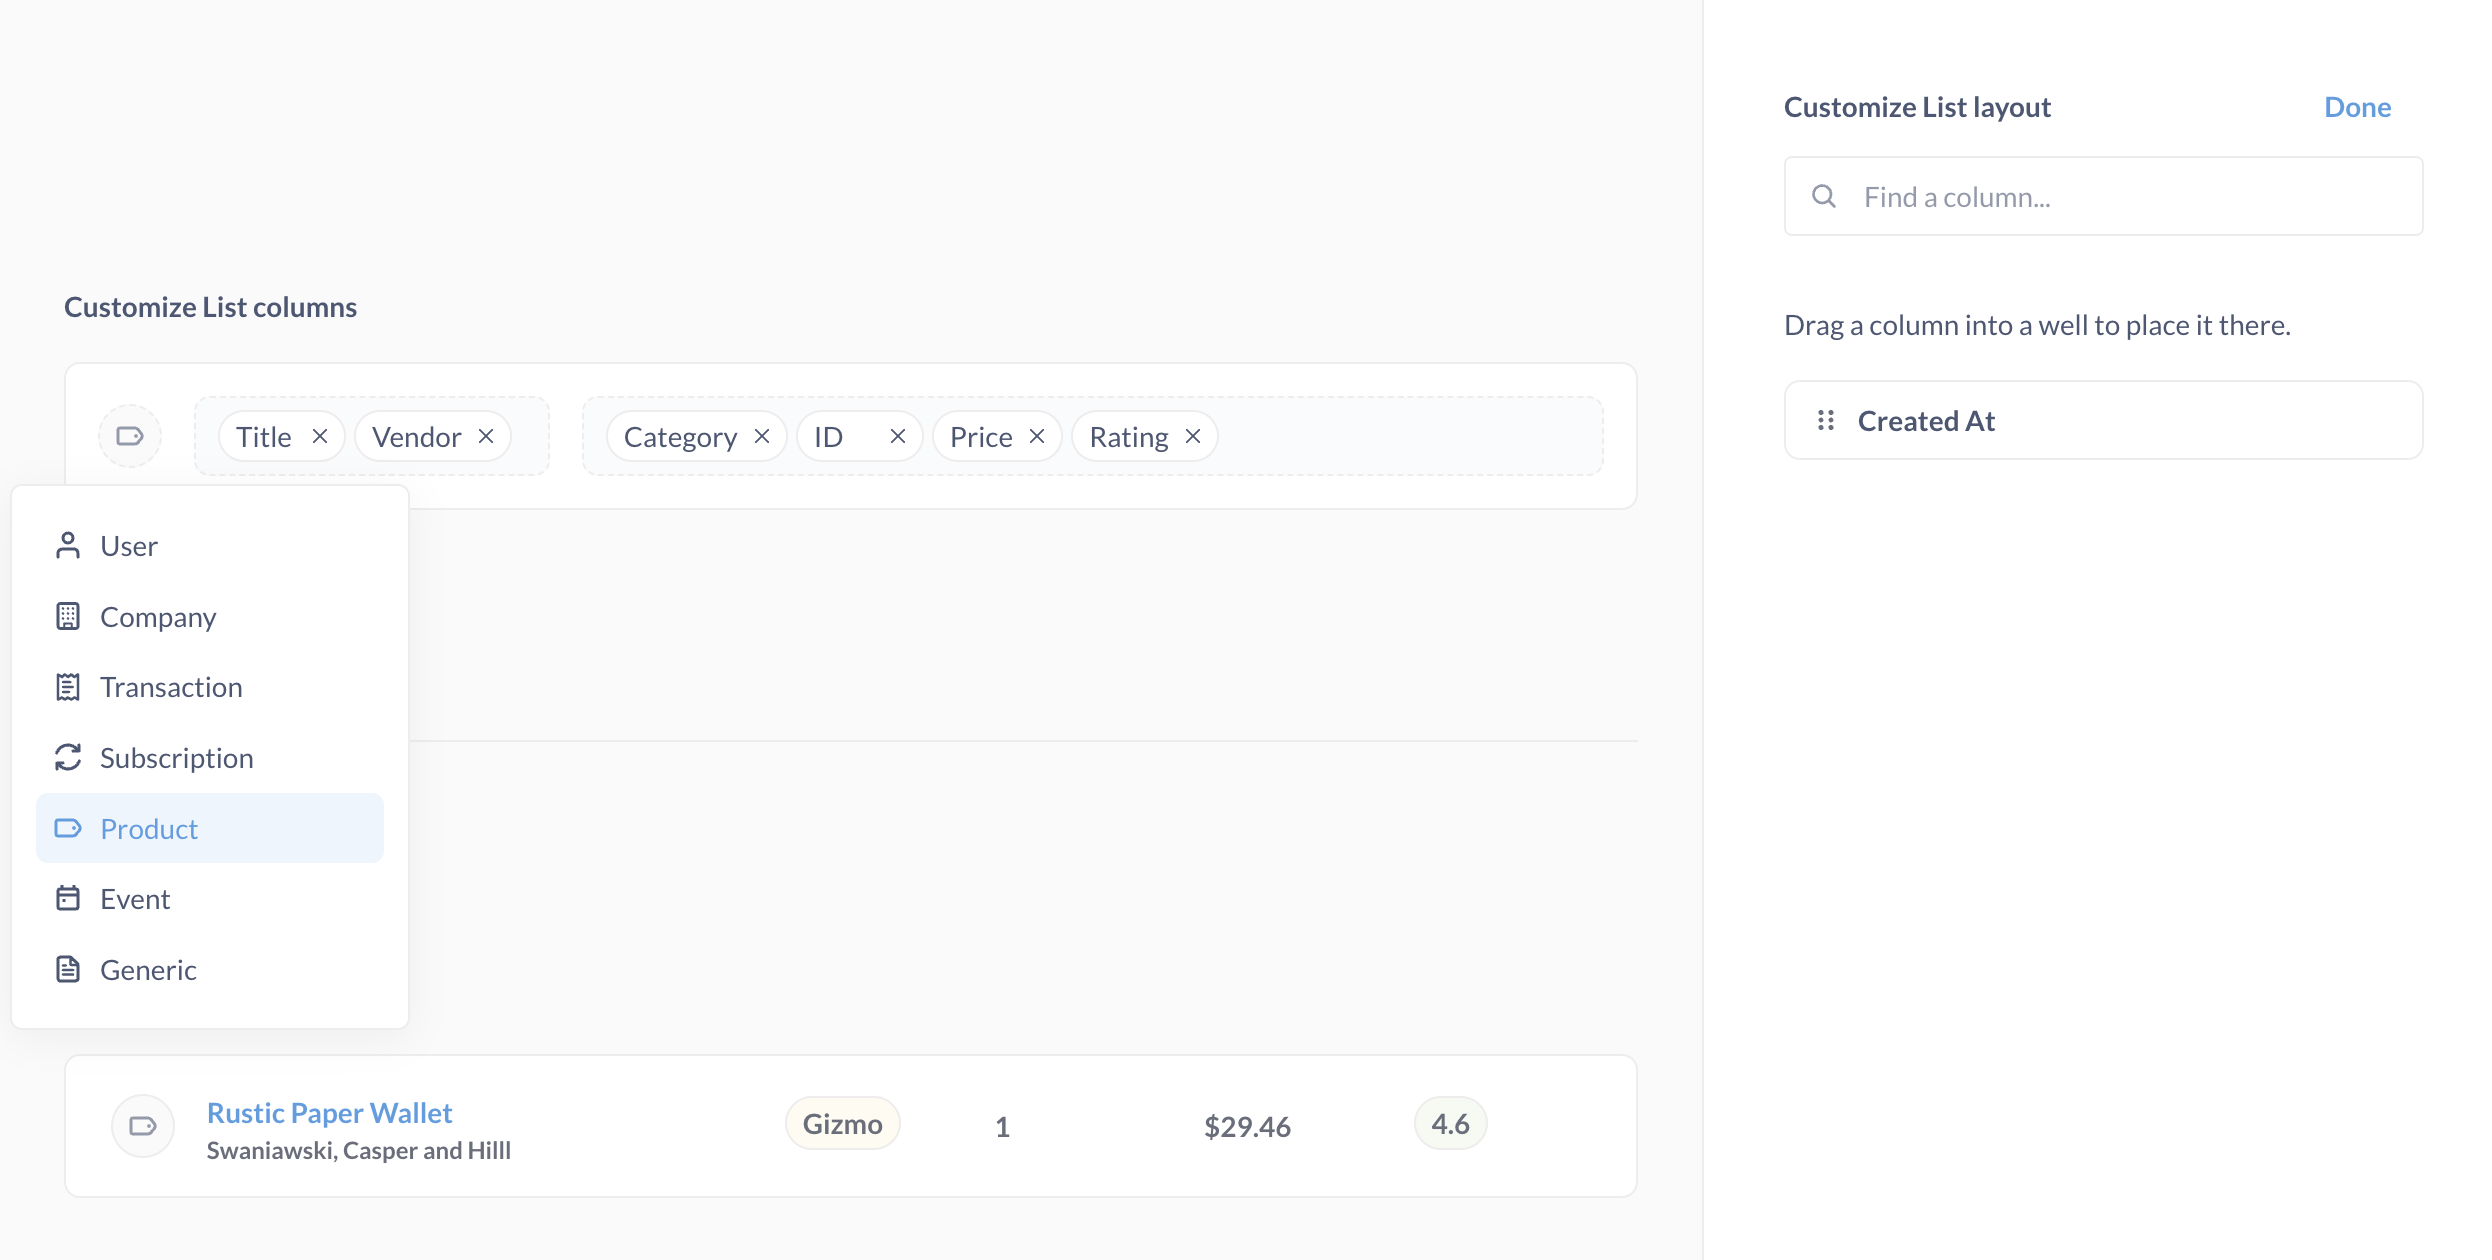 Customize List columns
Title
Vendor
Category
ID
Price
Rating
User
Company
Transaction
Subscription
Product
Event
Generic
Rustic Paper Wallet
Swaniawski, Casper and Hilll
Gizmo
1
$29.46
4.6
Customize List layout
Done
Find a column...
Drag a column into a well to place it there.
Created At